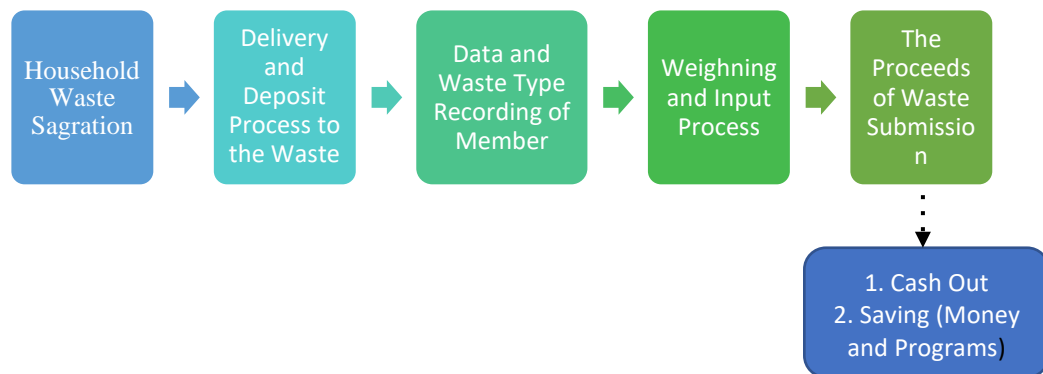 Household
Waste
Sagration
Delivery
and
Deposit
Process to
the Waste
Data and
Waste Type
Recording of
Member
Weighning
and Input
Process
The
Proceeds
of Waste
Submissio
n
1. Cash Out
2. Saving (Money
and Programs)